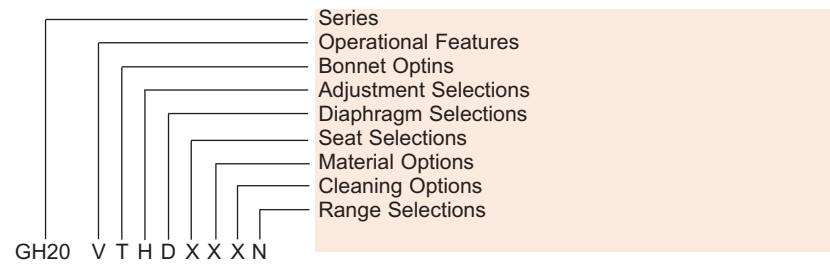 Series
Operational Features
Bonnet Optins
Adjustment Selections
Diaphragm Selections
Seat Selections
Material Options
Cleaning Options
Range Selections
GH20 V T H D X X X N